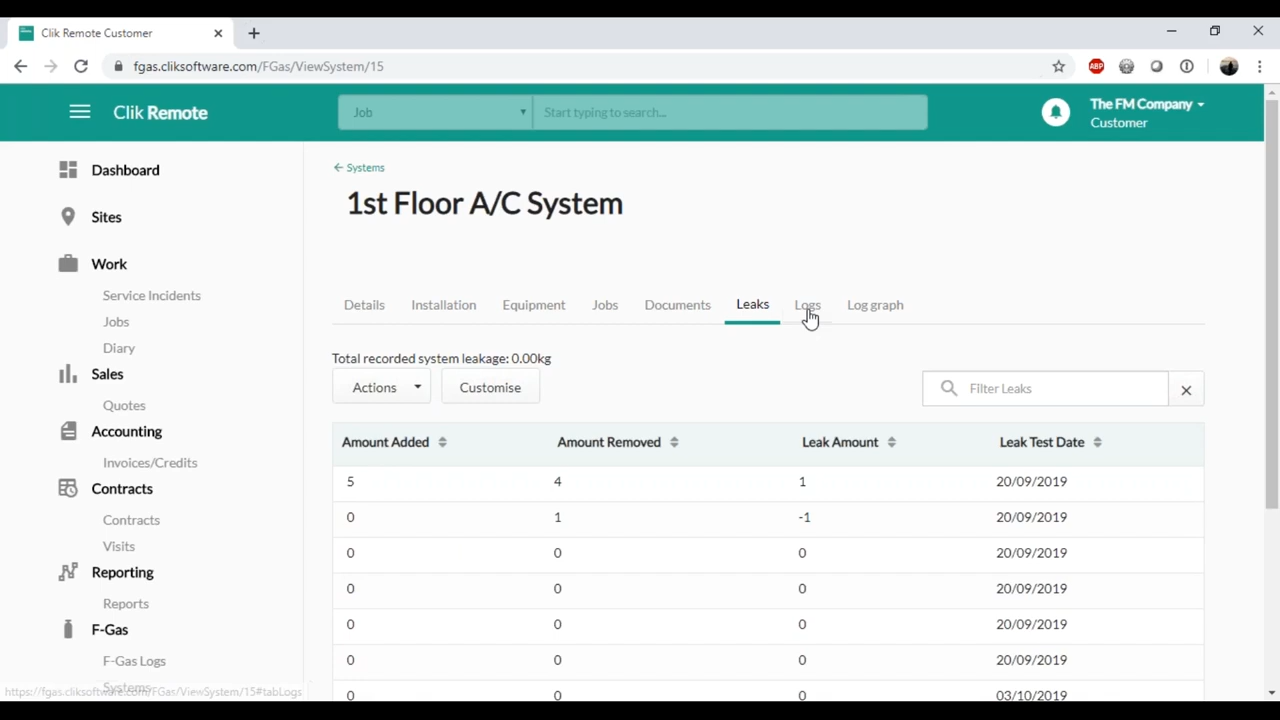 Clik Remote Customer
fgas.cliksoftware.com/FGas/ViewSystem/15
ABP
Clik Remote
Job
Start typing to search...
The FM Company
Customer
Dashboard
Sites
Work
Service Incidents
Jobs
Diary
Sales
Quotes
Accounting
Invoices/Credits
Contracts
Contracts
Visits
Reporting
Reports
F-Gas
F-Gas Logs
Systems
https://fgas.cliksoftware.com/FGas/ViewSystem/15#tabLogs
Systems
1st Floor A/C System
Details Installation Equipment Jobs Documents Leaks Logs Log graph
Total recorded system leakage: 0.00kg
Actions Customise Filter Leaks
Amount Added Amount Removed Leak Amount Leak Test Date
5 4 1 20/09/2019
0 1 -1 20/09/2019
0 0 0 20/09/2019
0 0 0 20/09/2019
0 0 0 20/09/2019
0 0 0 20/09/2019
0 0 0 03/10/2019